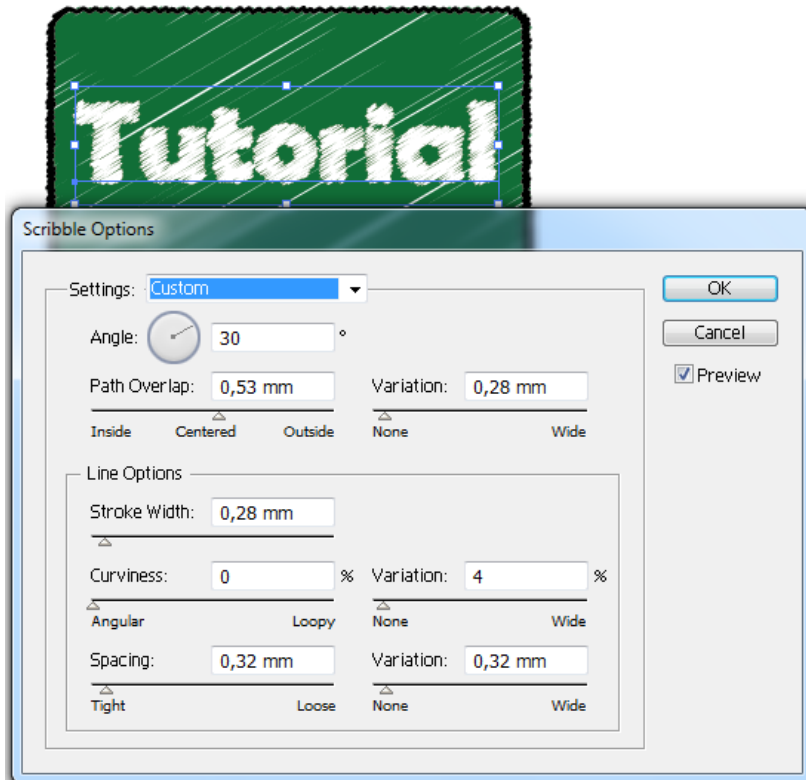 Tutorial
Scribble Options
Settings: Custom
OK
Angle: 30 °
Cancel
Path Overlap: 0,53 mm Variation: 0,28 mm
Preview
Inside Centered Outside None Wide
Line Options
Stroke Width: 0,28 mm
Curviness: 0 % Variation: 4 %
Angular Loopy None Wide
Spacing: 0,32 mm Variation: 0,32 mm
Tight Loose None Wide